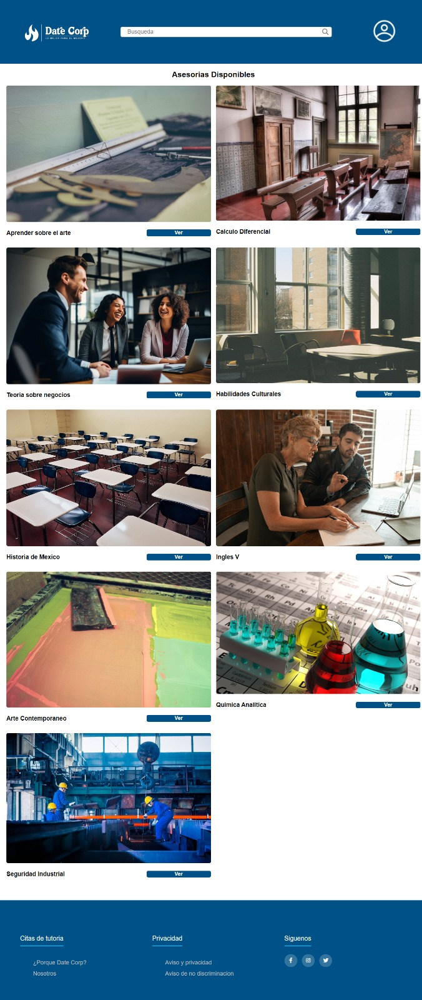 Date Corp
LO MEJOR PARA EL MEJOR!!
Busqueda
Asesorias Disponibles
Aprender sobre el arte
Ver
Calculo Diferencial
Ver
Teoria sobre negocios
Ver
Habilidades Culturales
Ver
Historia de Mexico
Ver
Ingles V
Ver
Arte Contemporaneo
Ver
Quimica Analitica
Ver
Seguridad Industrial
Ver
Citas de tutoria
¿Porque Date Corp?
Nosotros
Privacidad
Aviso y privacidad
Aviso de no discriminacion
Siguenos